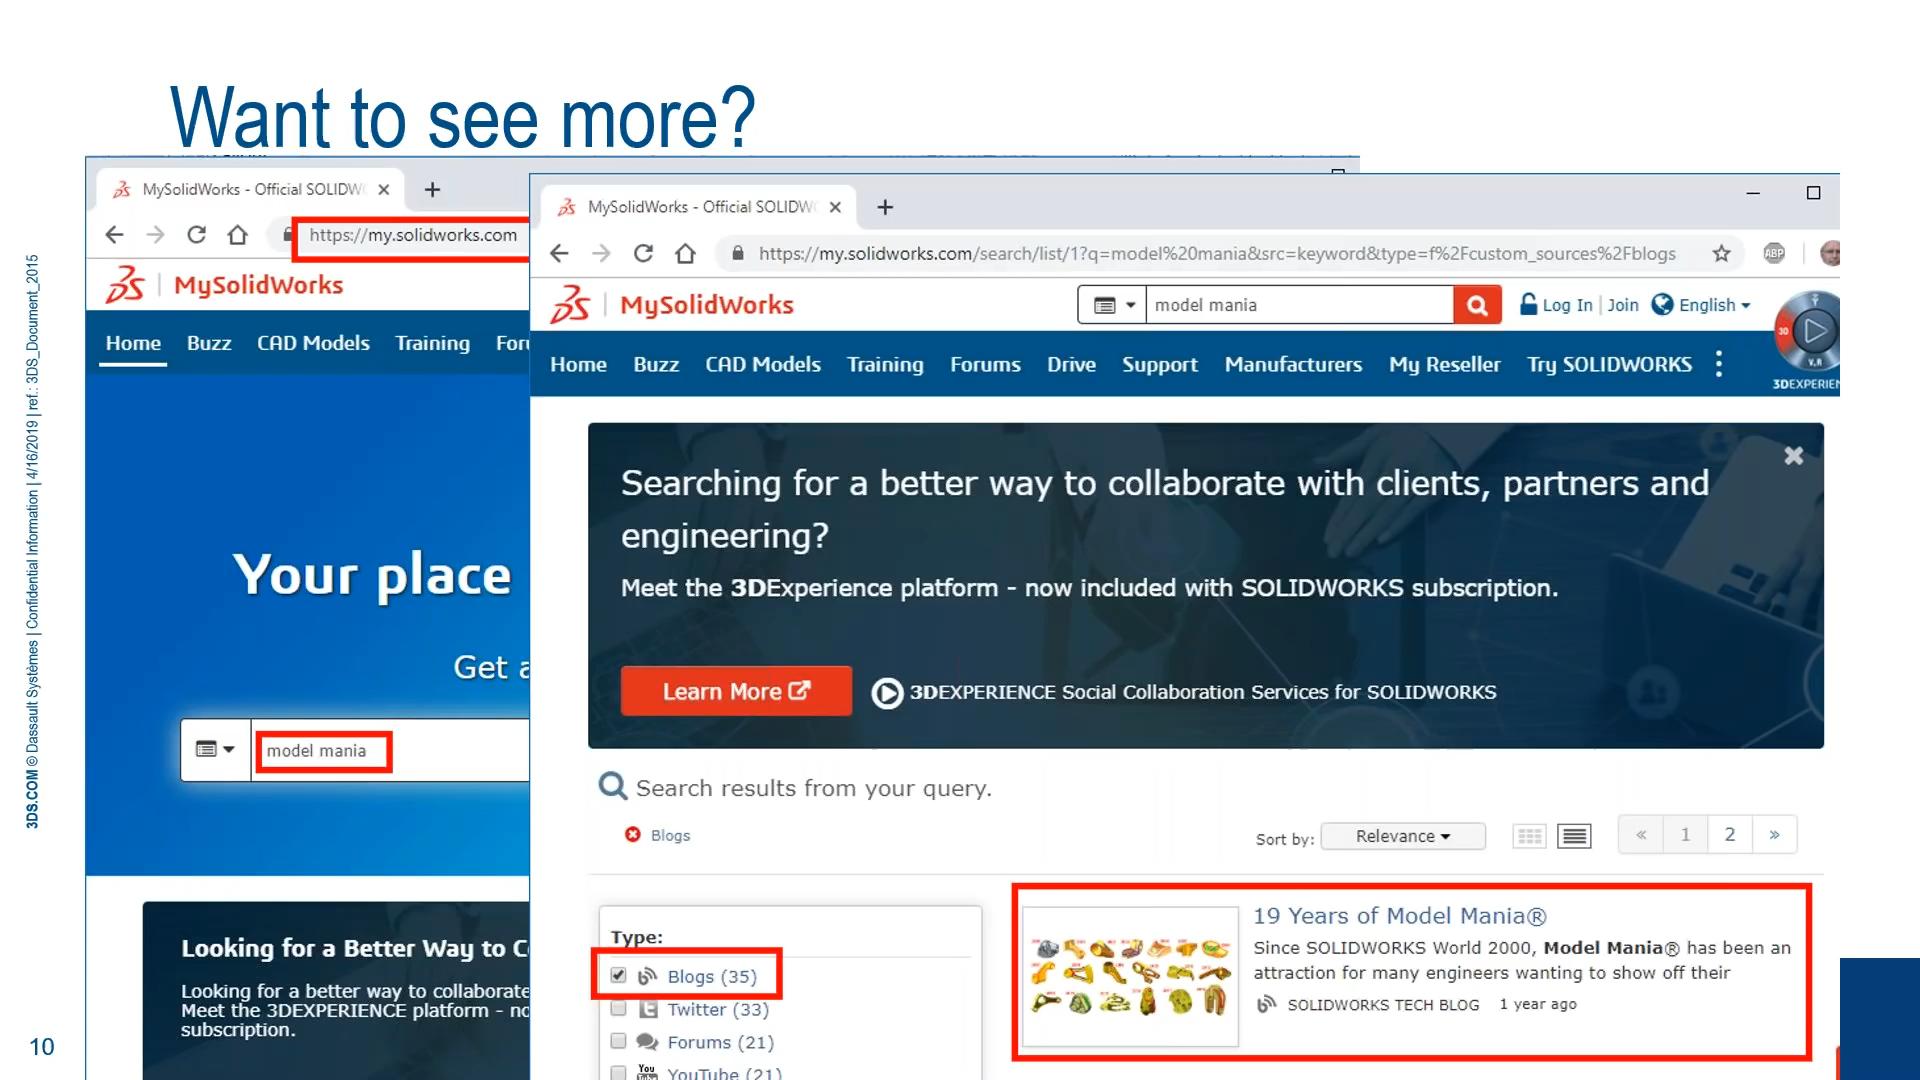 Want to see more?
MySolidWorks - Official SOLIDW
https://my.solidworks.com
MySolidWorks
Home Buzz CAD Models Training For
Your place
Get a
model mania
Looking for a Better Way to C
Looking for a better way to collaborate
Meet the 3DEXPERIENCE platform - no
subscription.
MySolidWorks - Official SOLIDW
https://my.solidworks.com/search/list/1?q=model%20mania&src=keyword&type=f%2Fcustom_sources%2Fblogs
ABP
MySolidWorks
model mania
Log In | Join English
3D
V,R
3DEXPERIEN
Home Buzz CAD Models Training Forums Drive Support Manufacturers My Reseller Try SOLIDWORKS
Searching for a better way to collaborate with clients, partners and
engineering?
Meet the 3DExperience platform - now included with SOLIDWORKS subscription.
Learn More
3DEXPERIENCE Social Collaboration Services for SOLIDWORKS
Search results from your query.
Blogs
Sort by: Relevance
« 1 2 »
Type:
Blogs (35)
Twitter (33)
Forums (21)
You YouTube (21)
19 Years of Model Mania®
Since SOLIDWORKS World 2000, Model Mania® has been an
attraction for many engineers wanting to show off their
SOLIDWORKS TECH BLOG 1 year ago
3DS.COM © Dassault Systèmes | Confidential Information | 4/16/2019 | ref.: 3DS_Document_2015
10